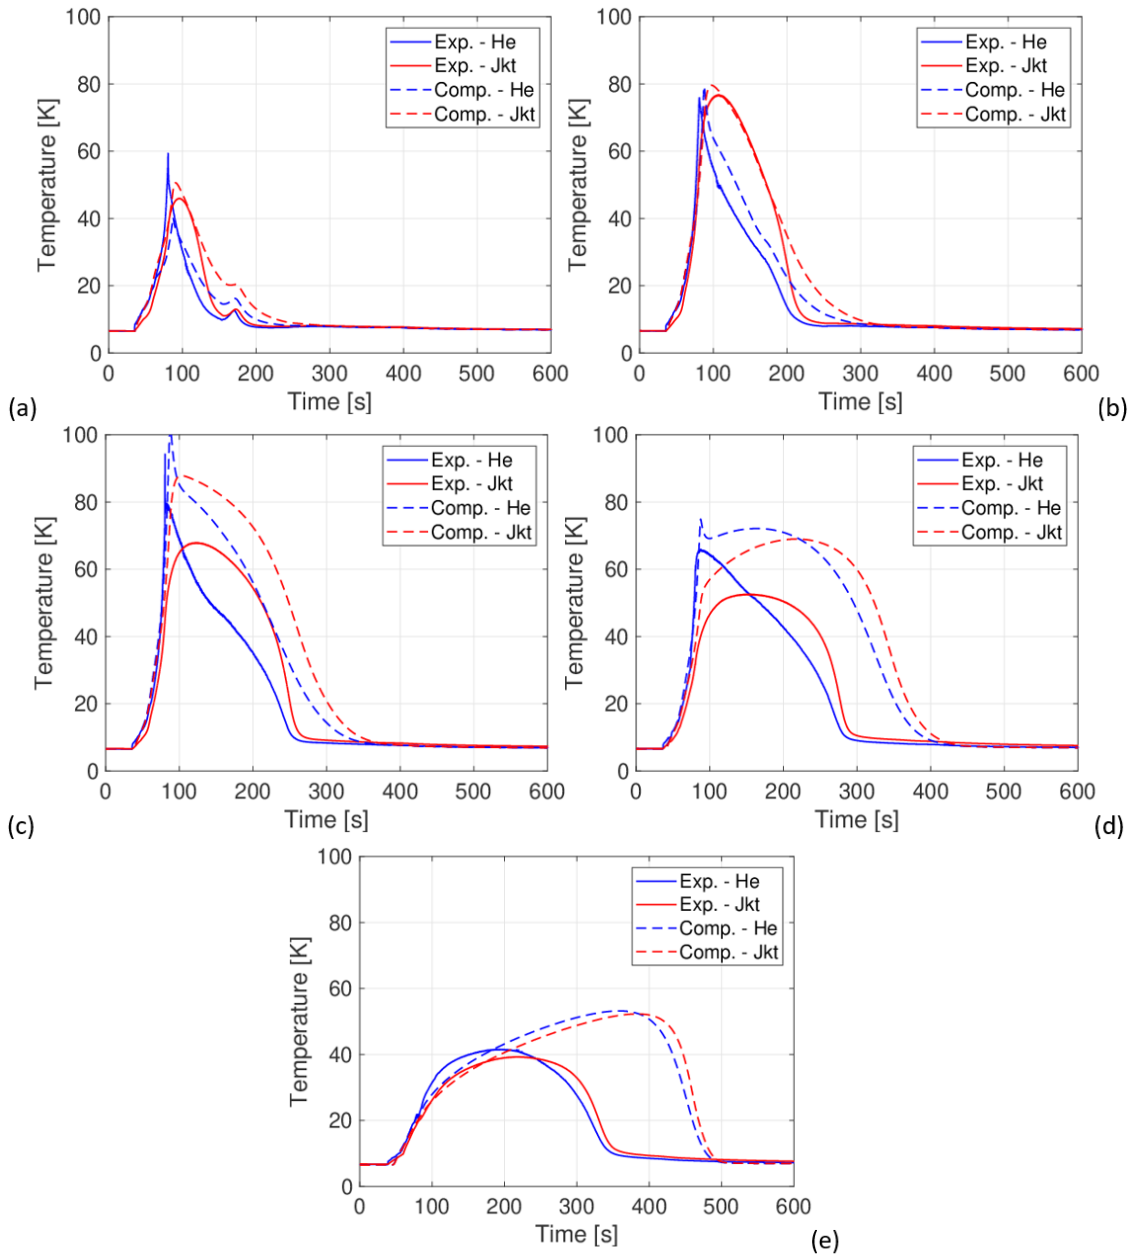 100
80
60
40
20
0
Temperature [K]
Exp. - He
Exp. - Jkt
Comp. - He
Comp. - Jkt
0 100 200 300 400 500 600
Time [s]
(a)
100
80
60
40
20
0
Temperature [K]
Exp. - He
Exp. - Jkt
Comp. - He
Comp. - Jkt
0 100 200 300 400 500 600
Time [s]
(b)
100
80
60
40
20
0
Temperature [K]
Exp. - He
Exp. - Jkt
Comp. - He
Comp. - Jkt
0 100 200 300 400 500 600
Time [s]
(c)
100
80
60
40
20
0
Temperature [K]
Exp. - He
Exp. - Jkt
Comp. - He
Comp. - Jkt
0 100 200 300 400 500 600
Time [s]
(d)
100
80
60
40
20
0
Temperature [K]
Exp. - He
Exp. - Jkt
Comp. - He
Comp. - Jkt
0 100 200 300 400 500 600
Time [s]
(e)